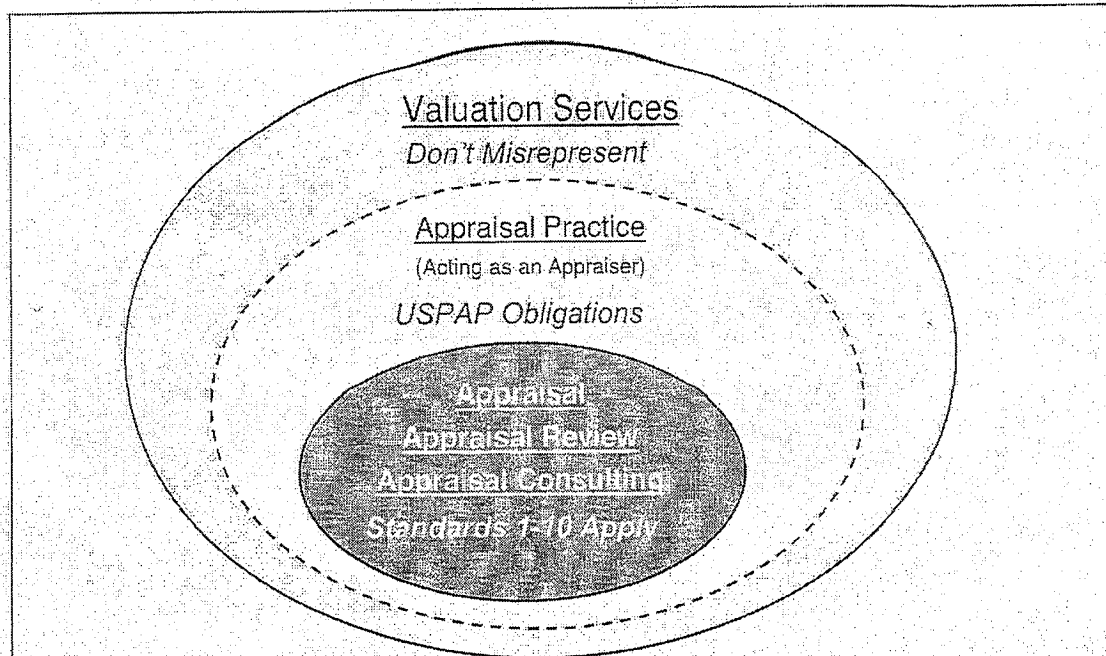 Valuation Services
Don't Misrepresent
Appraisal Practice
(Acting as an Appraiser)
USPAP Obligations
Appraisal
Appraisal Review
Appraisal Consulting
Standards 1-10 Apply